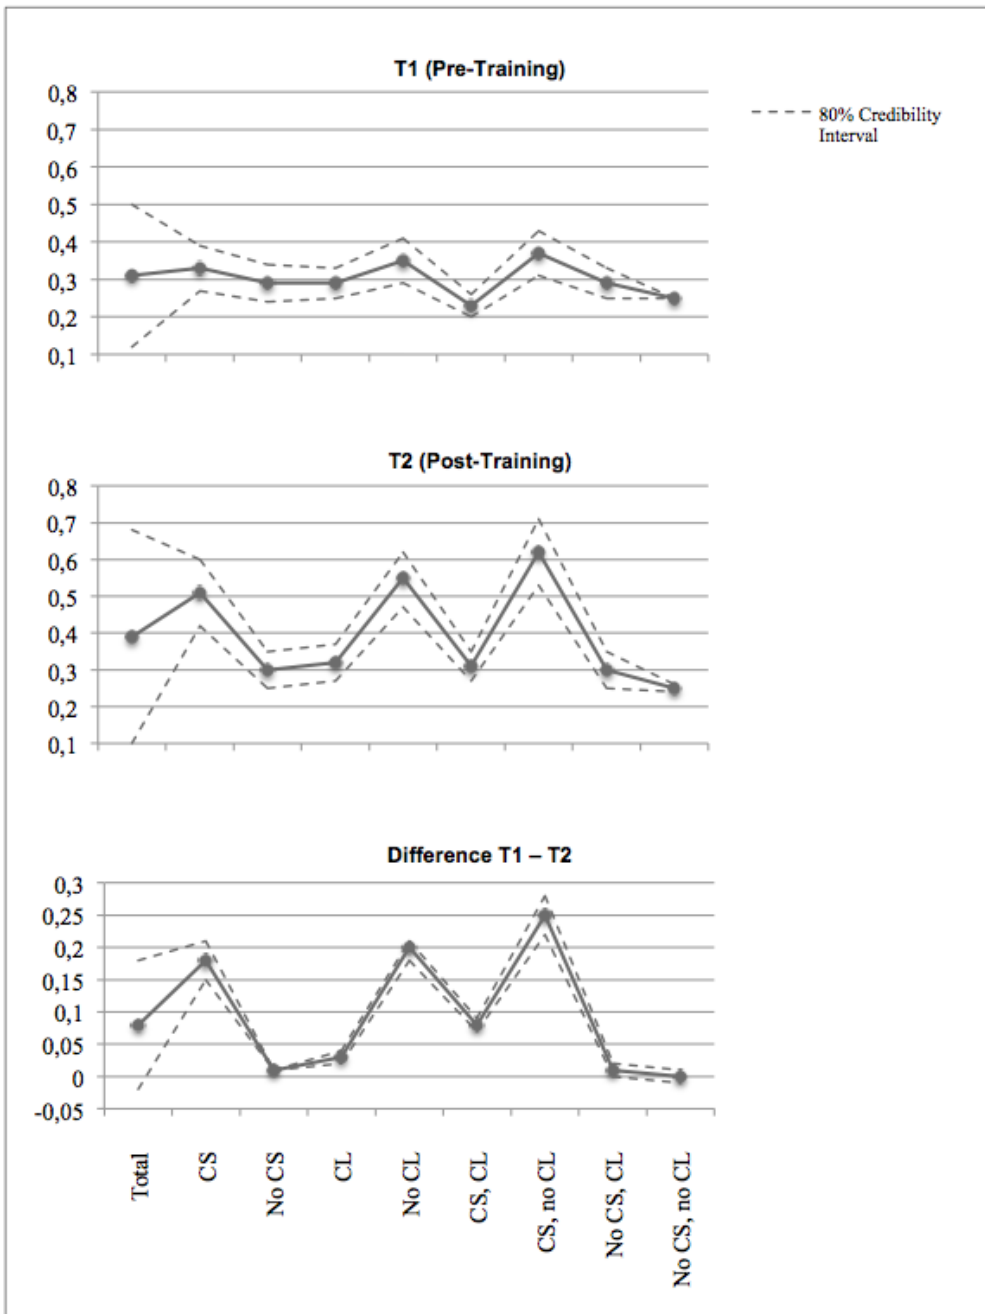 T1 (Pre-Training)
0,8
0,7
0,6
0,5
0,4
0,3
0,2
0,1
80% Credibility
Interval
T2 (Post-Training)
0,8
0,7
0,6
0,5
0,4
0,3
0,2
0,1
Difference T1 – T2
0,3
0,25
0,2
0,15
0,1
0,05
0
-0,05
Total
CS
No CS
CL
No CL
CS, CL
CS, no CL
No CS, CL
No CS, no CL